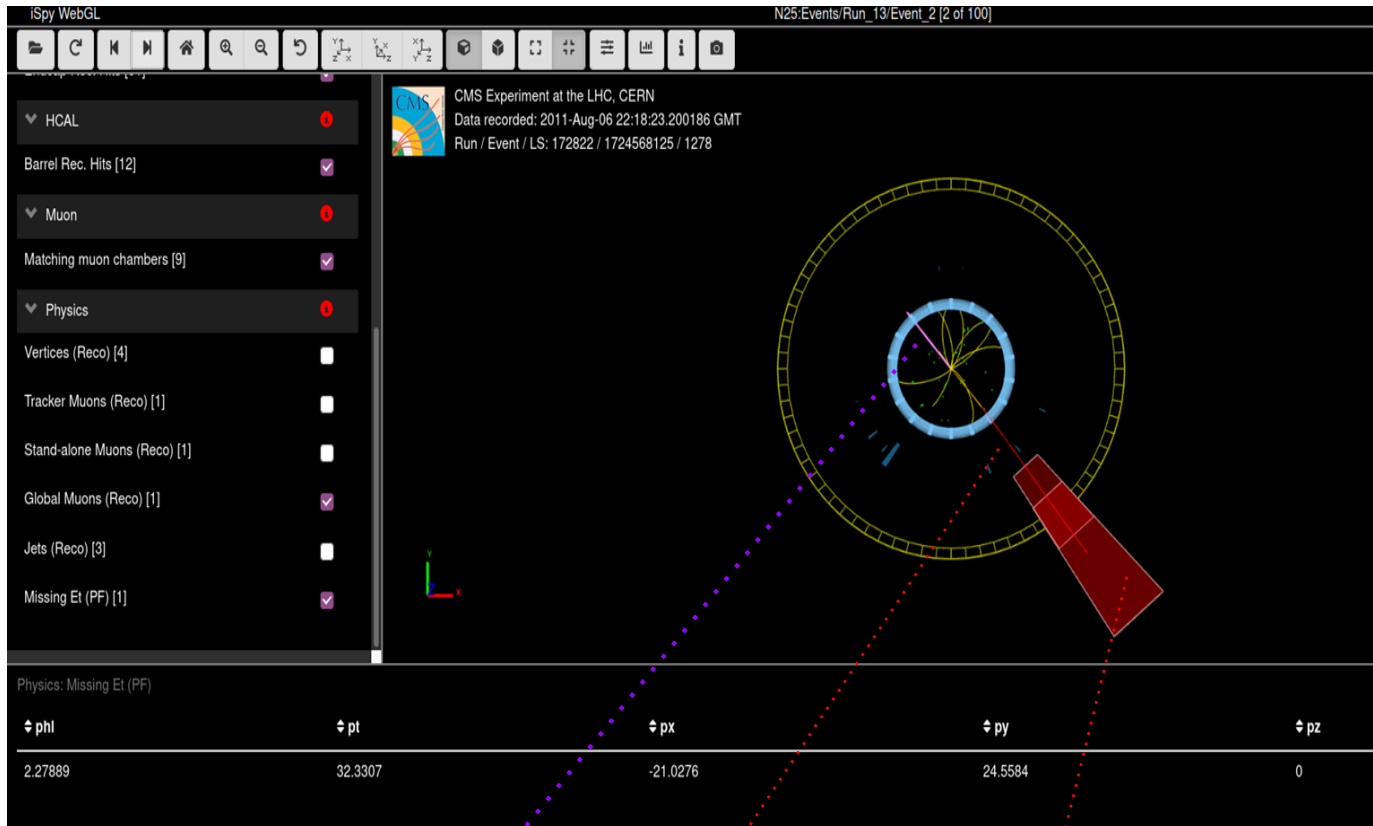 iSpy WebGL
N25:Events/Run_13/Event_2 [2 of 100]
HCAL
Barrel Rec. Hits [12]
Muon
Matching muon chambers [9]
Physics
Vertices (Reco) [4]
Tracker Muons (Reco) [1]
Stand-alone Muons (Reco) [1]
Global Muons (Reco) [1]
Jets (Reco) [3]
Missing Et (PF) [1]
CMS
CMS Experiment at the LHC, CERN
Data recorded: 2011-Aug-06 22:18:23.200186 GMT
Run / Event / LS: 172822 / 1724568125 / 1278
Y
X
Physics: Missing Et (PF)
phI pt px py pz
2.27889 32.3307 -21.0276 24.5584 0